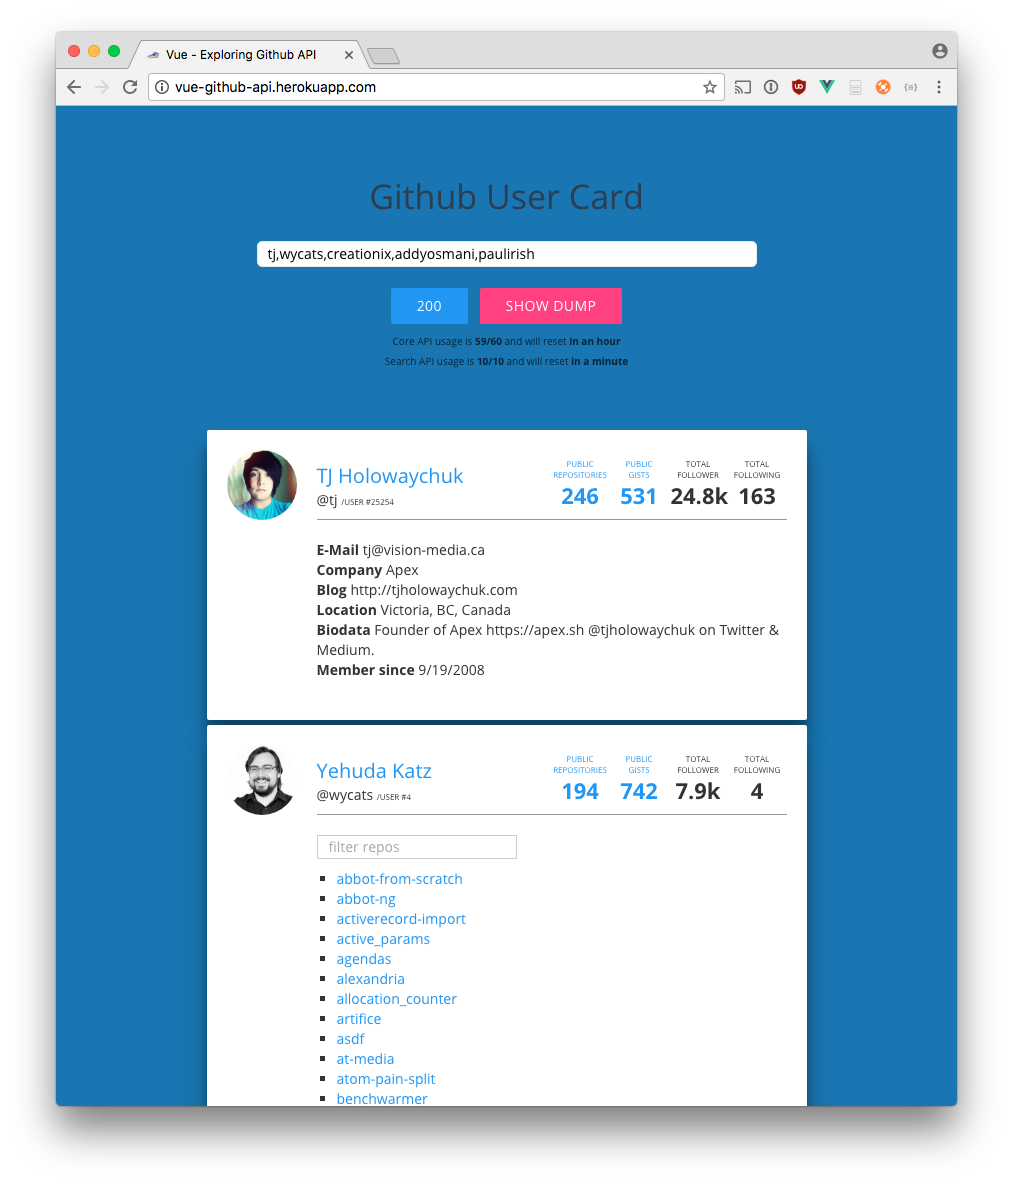 Vue - Exploring Github API
vue-github-api.herokuapp.com
Github User Card
tj,wycats,creationix,addyosmani,paulirish
200 SHOW DUMP
Core API usage is 59/60 and will reset in an hour
Search API usage is 10/10 and will reset in a minute
TJ Holowaychuk
@tj /USER #25254
PUBLIC REPOSITORIES 246
PUBLIC GISTS 531
TOTAL FOLLOWER 24.8k
TOTAL FOLLOWING 163
E-Mail tj@vision-media.ca
Company Apex
Blog http://tjholowaychuk.com
Location Victoria, BC, Canada
Biodata Founder of Apex https://apex.sh @tjholowaychuk on Twitter &
Medium.
Member since 9/19/2008
Yehuda Katz
@wycats /USER #4
PUBLIC REPOSITORIES 194
PUBLIC GISTS 742
TOTAL FOLLOWER 7.9k
TOTAL FOLLOWING 4
filter repos
abbot-from-scratch
abbot-ng
activerecord-import
active_params
agendas
alexandria
allocation_counter
artifice
asdf
at-media
atom-pain-split
benchwarmer